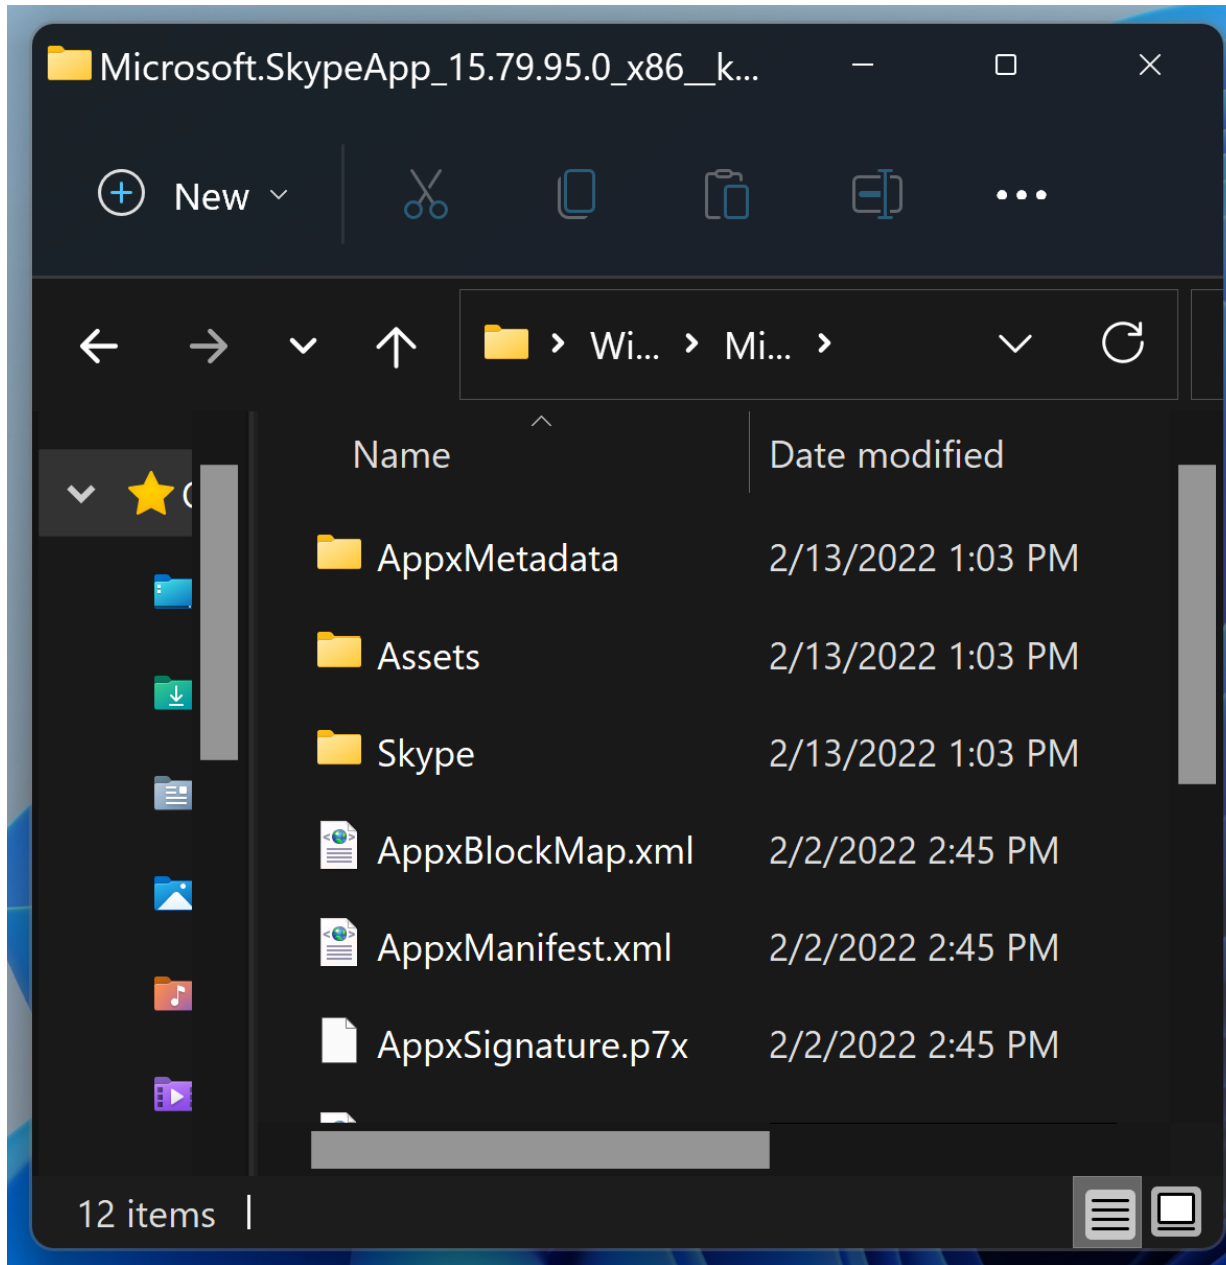 Microsoft.SkypeApp_15.79.95.0_x86__k...
New
Wi... Mi...
Name Date modified
AppxMetadata 2/13/2022 1:03 PM
Assets 2/13/2022 1:03 PM
Skype 2/13/2022 1:03 PM
AppxBlockMap.xml 2/2/2022 2:45 PM
AppxManifest.xml 2/2/2022 2:45 PM
AppxSignature.p7x 2/2/2022 2:45 PM
12 items